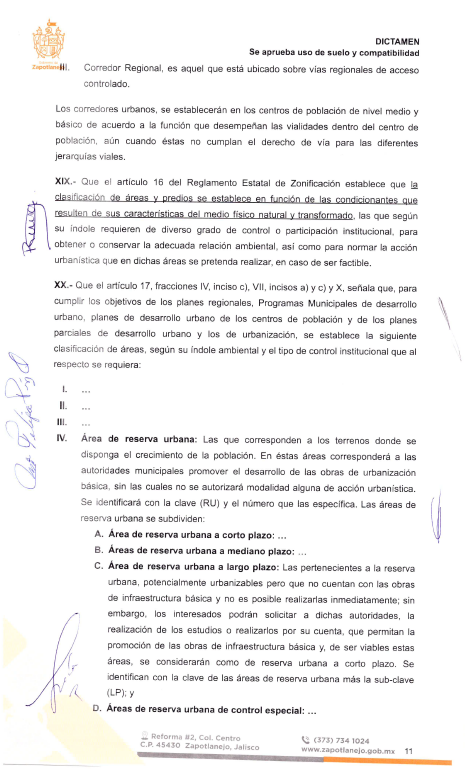 DICTAMEN
Se aprueba uso de suelo y compatibilidad
Zapotlanejo
III. Corredor Regional, es aquel que está ubicado sobre vías regionales de acceso
controlado.
Los corredores urbanos, se establecerán en los centros de población de nivel medio y
básico de acuerdo a la función que desempeñan las vialidades dentro del centro de
población, aún cuando éstas no cumplan el derecho de vía para las diferentes
jerarquías viales.
XIX.- Que el artículo 16 del Reglamento Estatal de Zonificación establece que la
clasificación de áreas y predios se establece en función de las condicionantes que
resulten de sus características del medio físico natural y transformado, las que según
su índole requieren de diverso grado de control o participación institucional, para
obtener o conservar la adecuada relación ambiental, así como para normar la acción
urbanística que en dichas áreas se pretenda realizar, en caso de ser factible.
XX.- Que el artículo 17, fracciones IV, inciso c), VII, incisos a) y c) y X, señala que, para
cumplir los objetivos de los planes regionales, Programas Municipales de desarrollo
urbano, planes de desarrollo urbano de los centros de población y de los planes
parciales de desarrollo urbano y los de urbanización, se establece la siguiente
clasificación de áreas, según su índole ambiental y el tipo de control institucional que al
respecto se requiera:
I. ...
II. ...
III. ...
IV. Área de reserva urbana: Las que corresponden a los terrenos donde se
disponga el crecimiento de la población. En éstas áreas corresponderá a las
autoridades municipales promover el desarrollo de las obras de urbanización
básica, sin las cuales no se autorizará modalidad alguna de acción urbanística.
Se identificará con la clave (RU) y el número que las específica. Las áreas de
reserva urbana se subdividen:
A. Área de reserva urbana a corto plazo: ...
B. Áreas de reserva urbana a mediano plazo: ...
C. Área de reserva urbana a largo plazo: Las pertenecientes a la reserva
urbana, potencialmente urbanizables pero que no cuentan con las obras
de infraestructura básica y no es posible realizarlas inmediatamente; sin
embargo, los interesados podrán solicitar a dichas autoridades, la
realización de los estudios o realizarlos por su cuenta, que permitan la
promoción de las obras de infraestructura básica y, de ser viables estas
áreas, se considerarán como de reserva urbana a corto plazo. Se
identifican con la clave de las áreas de reserva urbana más la sub-clave
(LP); y
D. Áreas de reserva urbana de control especial: ...
Reforma #2, Col. Centro
C.P. 45430 Zapotlanejo, Jalisco
(373) 734 1024
www.zapotlanejo.gob.mx 11